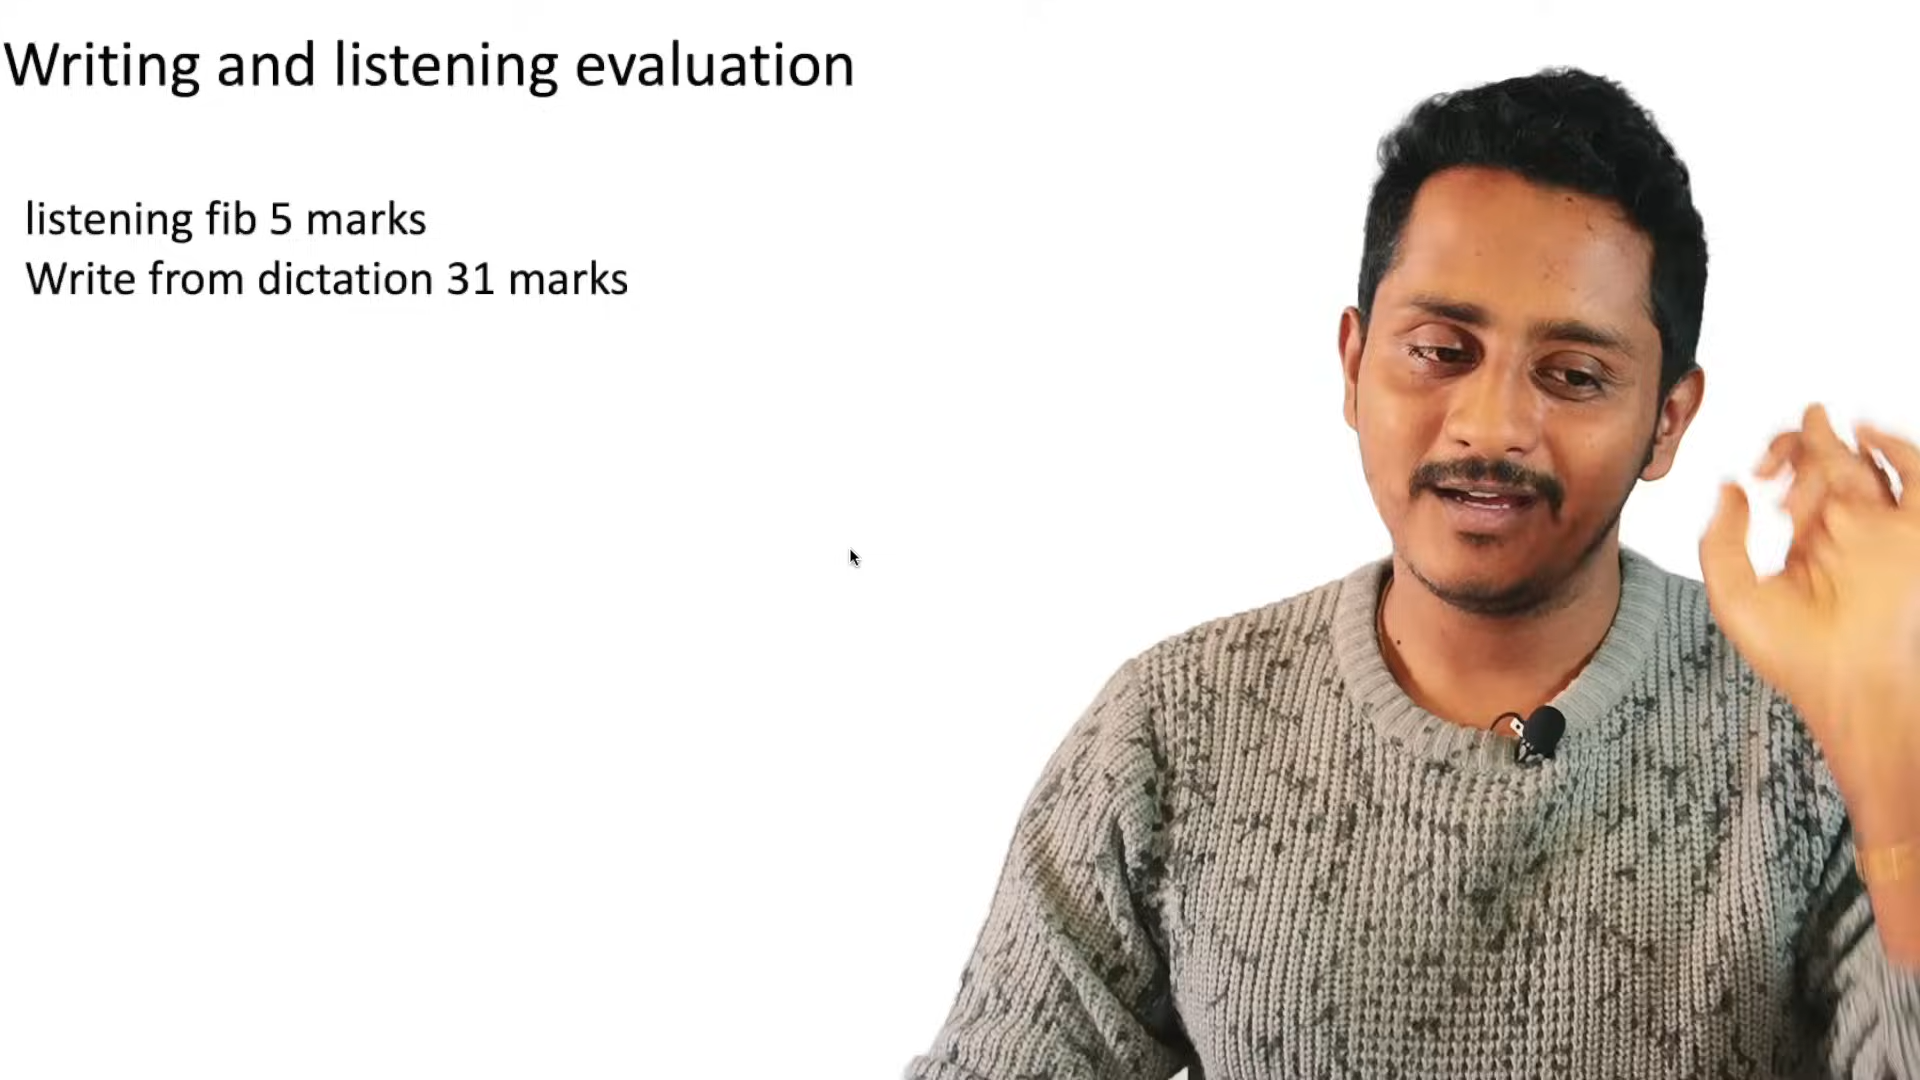 Writing and listening evaluation
listening fib 5 marks
Write from dictation 31 marks